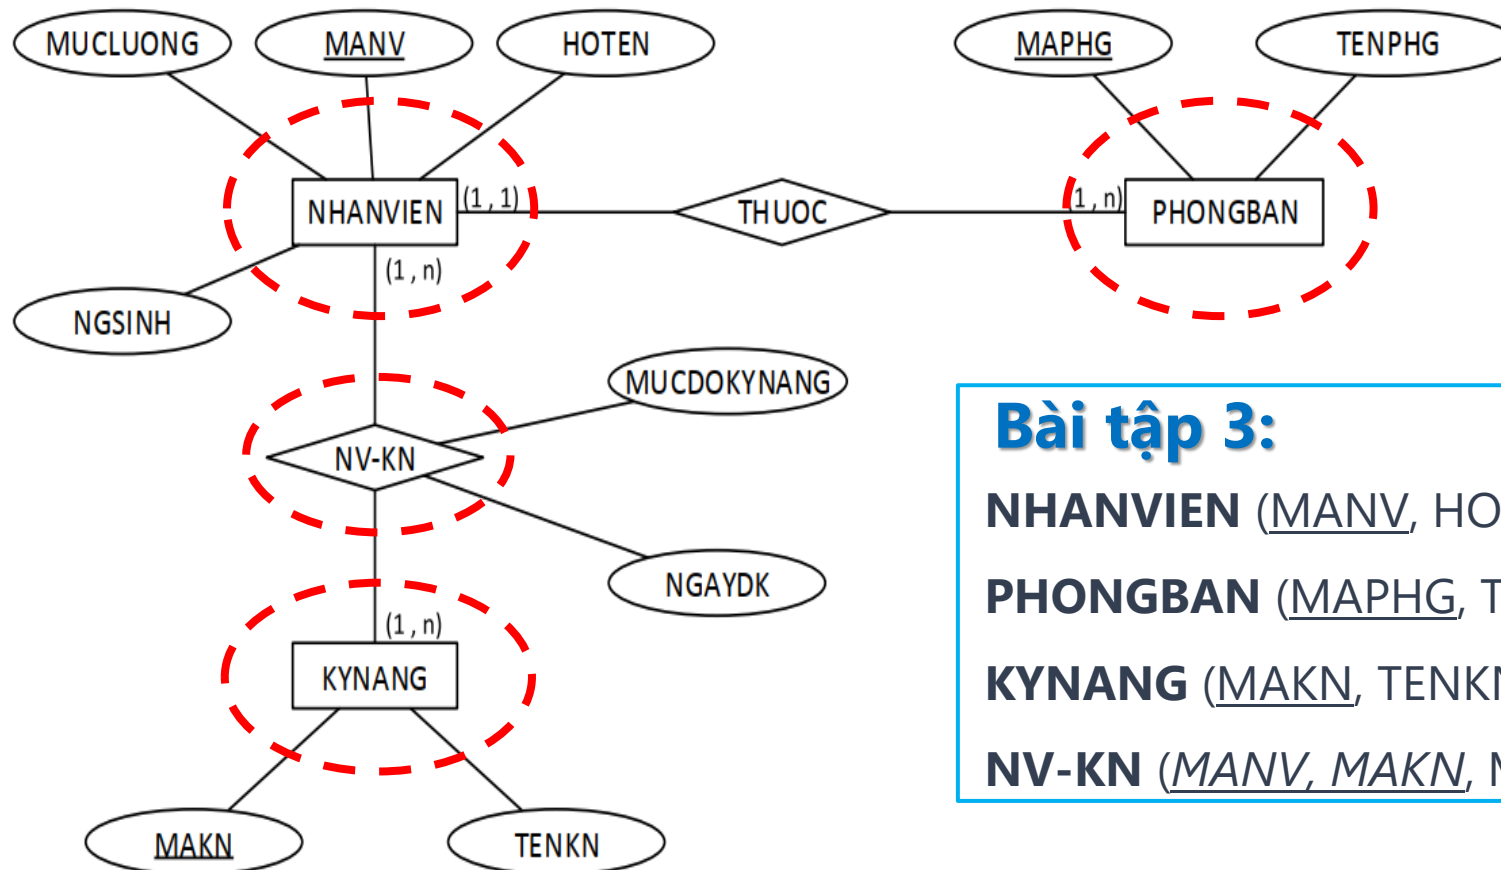 MUCLUONG MANV HOTEN MAPHG TENPHG
NHANVIEN (1 , 1) THUOC (1 , n) PHONGBAN
(1 , n)
NGSINH
MUCDOKYNANG
NV-KN
NGAYDK
(1 , n)
KYNANG
MAKN TENKN
Bài tập 3:
NHANVIEN (MANV, HO
PHONGBAN (MAPHG, T
KYNANG (MAKN, TENKN
NV-KN (MANV, MAKN, M